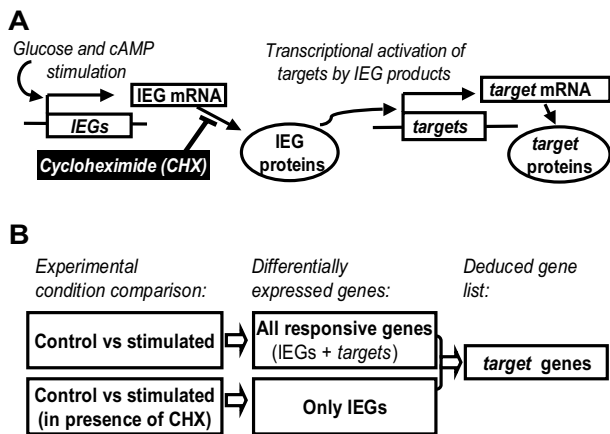 A
Glucose and cAMP
stimulation
IEG mRNA
IEGs
Cycloheximide (CHX)
IEG
proteins
Transcriptional activation of
targets by IEG products
target mRNA
targets
target
proteins
B
Experimental
condition comparison:
Differentially
expressed genes:
Deduced gene
list:
Control vs stimulated
All responsive genes
(IEGs + targets)
target genes
Control vs stimulated
(in presence of CHX)
Only IEGs